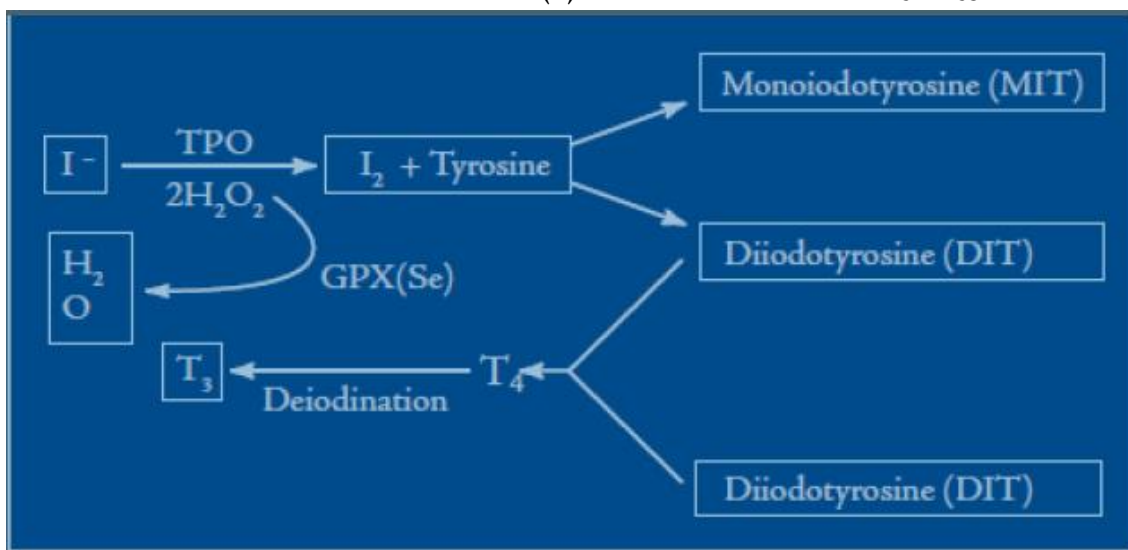 Monoiodotyrosine (MIT)
TPO
I⁻
I₂ + Tyrosine
2H₂O₂
H₂
O
GPX(Se)
Diiodotyrosine (DIT)
T₃
T₄
Deiodination
Diiodotyrosine (DIT)